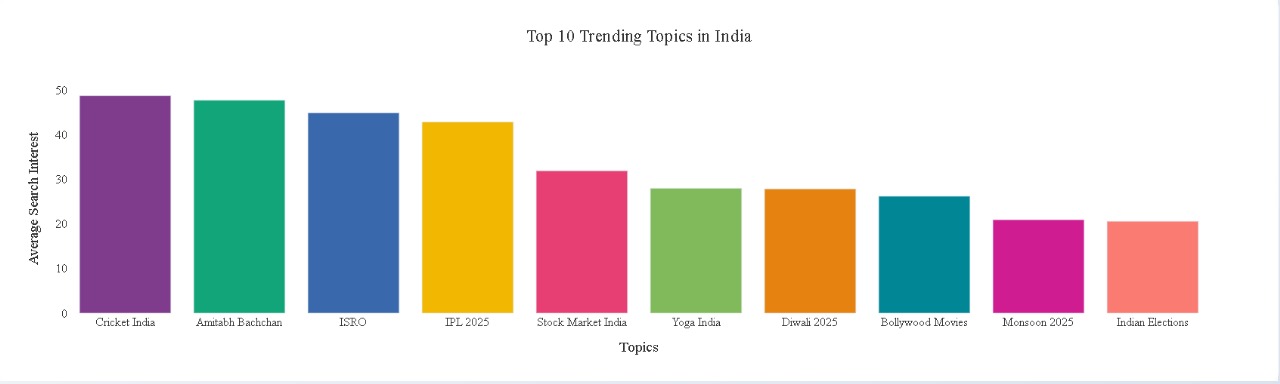 Top 10 Trending Topics in India
Average Search Interest
50
40
30
20
10
0
Cricket India
Amitabh Bachchan
ISRO
IPL 2025
Stock Market India
Yoga India
Diwali 2025
Bollywood Movies
Monsoon 2025
Indian Elections
Topics